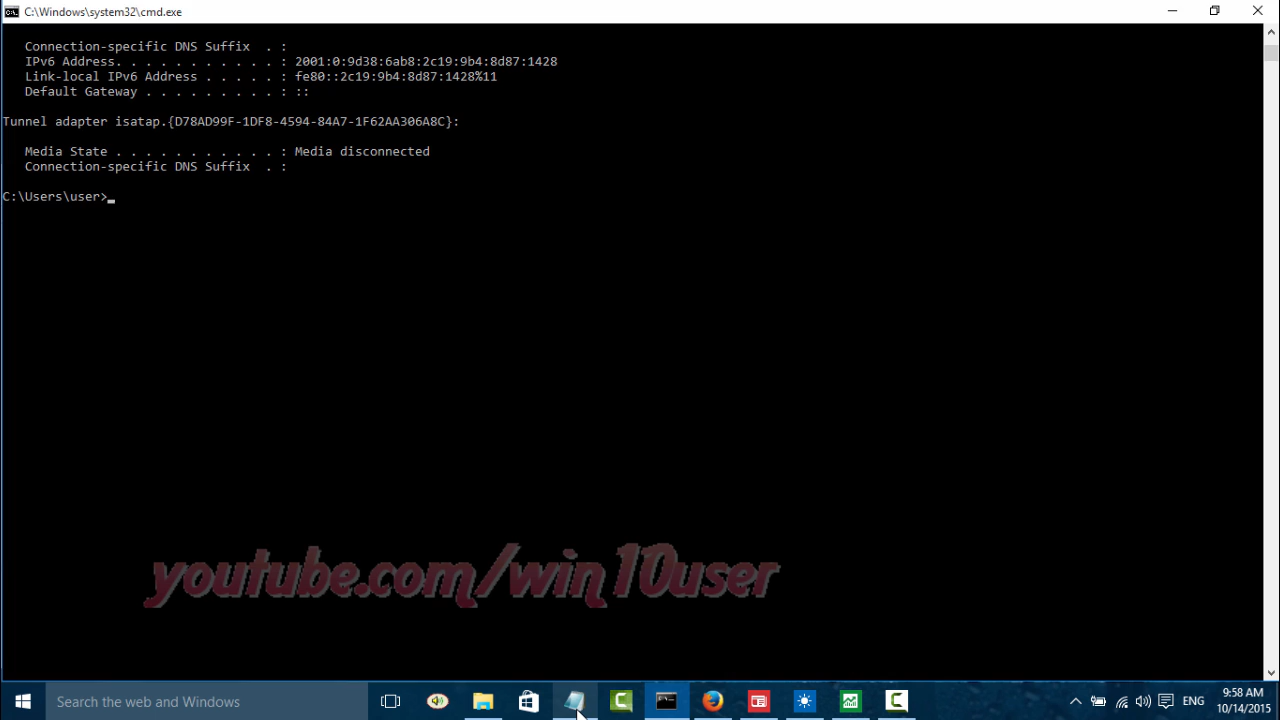 C:\Windows\system32\cmd.exe
Connection-specific DNS Suffix . :
IPv6 Address. . . . . . . . . . . : 2001:0:9d38:6ab8:2c19:9b4:8d87:1428
Link-local IPv6 Address . . . . . : fe80::2c19:9b4:8d87:1428%11
Default Gateway . . . . . . . . . : ::
Tunnel adapter isatap.{D78AD99F-1DF8-4594-84A7-1F62AA306A8C}:
Media State . . . . . . . . . . . : Media disconnected
Connection-specific DNS Suffix . :
C:\Users\user>
youtube.com/win10user
Search the web and Windows
ENG
9:58 AM
10/14/2015